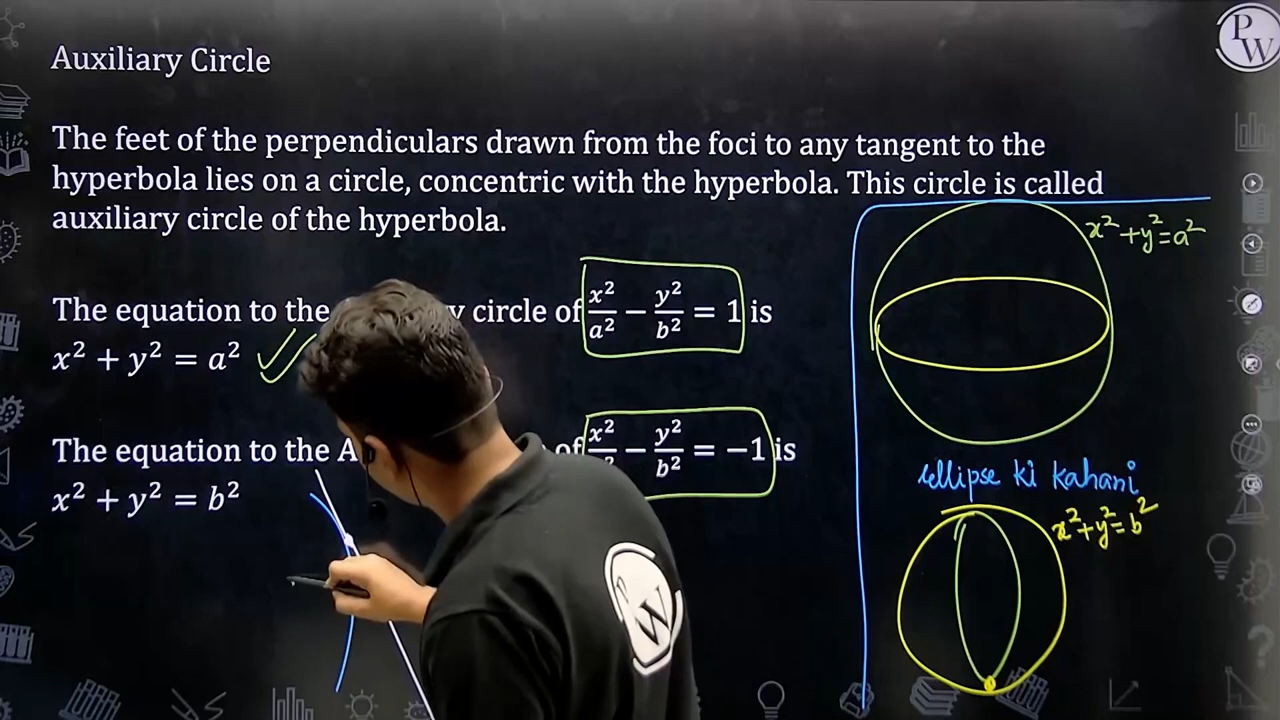 Auxiliary Circle
The feet of the perpendiculars drawn from the foci to any tangent to the
hyperbola lies on a circle, concentric with the hyperbola. This circle is called
auxiliary circle of the hyperbola.
The equation to the y circle of x²/a² − y²/b² = 1 is
x² + y² = a²
The equation to the A of x² − y²/b² = −1 is
x² + y² = b²
x²+y²=a²
ellipse ki kahani
x²+y²=b²
PW
PW